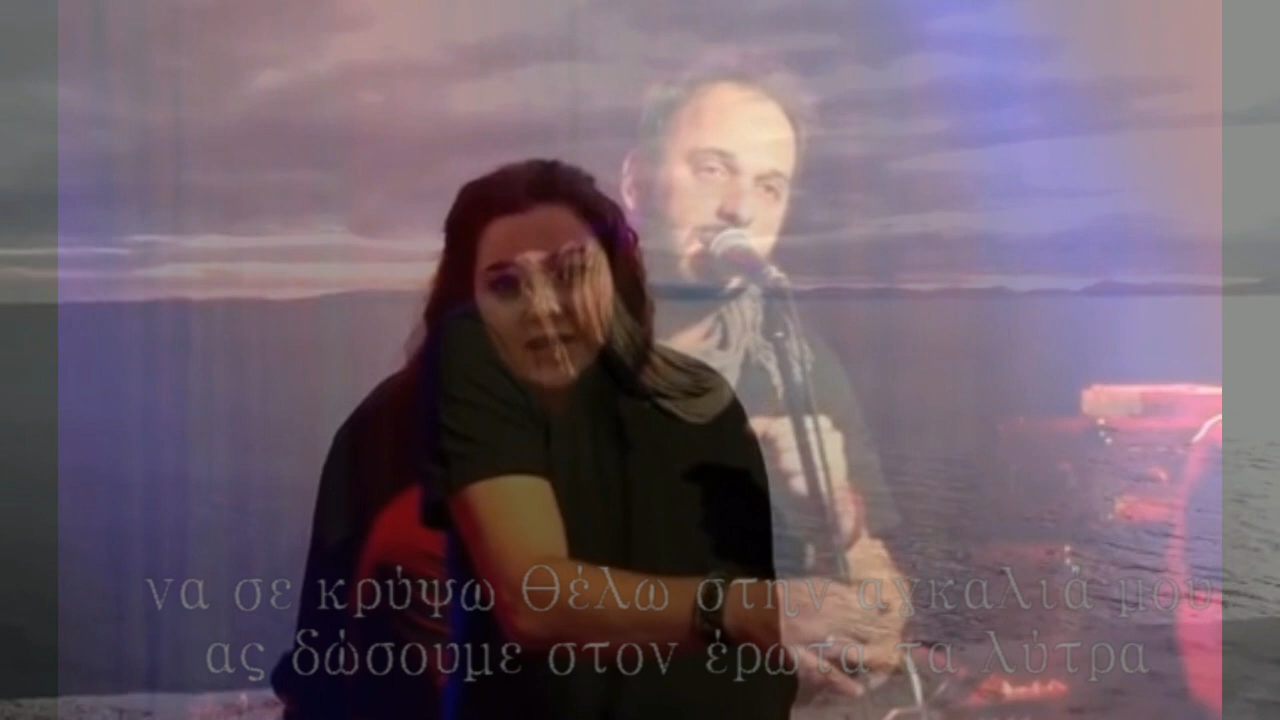 να σε κρύψω θέλω στην αγκαλιά μου
ας δώσουμε στον έρωτα τα λύτρα